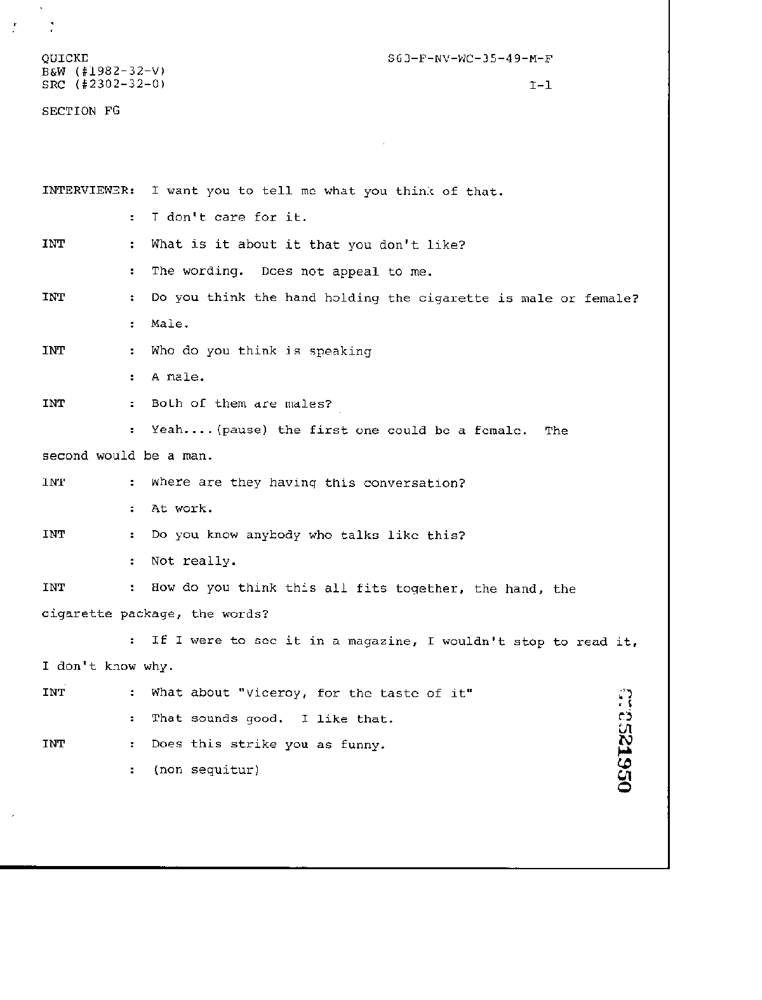 QUICKE S63-F-NV-WC-35-49-M-F
B&W (#1982-32-V)
SRC (#2302-32-0) I-1
SECTION FG
INTERVIEWER: I want you to tell me what you think of that.
: I don't care for it.
INT : What is it about it that you don't like?
: The wording. Does not appeal to me.
INT : Do you think the hand holding the cigarette is male or female?
: Male.
INT : Who do you think is speaking
: A male.
INT : Both of them are males?
: Yeah....(pause) the first one could be a female. The
second would be a man.
INT : Where are they having this conversation?
: At work.
INT : Do you know anybody who talks like this?
: Not really.
INT : How do you think this all fits together, the hand, the
cigarette package, the words?
: If I were to see it in a magazine, I wouldn't stop to read it,
I don't know why.
INT : What about "Viceroy, for the taste of it"
: That sounds good. I like that.
INT : Does this strike you as funny.
: (non sequitur)